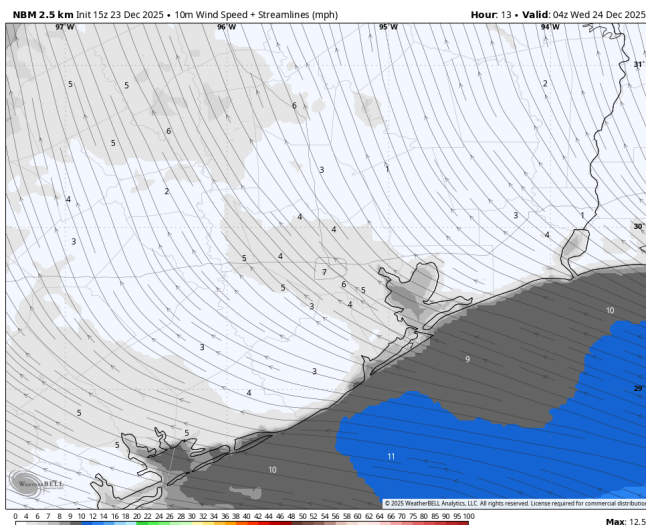 NBM 2.5 km Init 15z 23 Dec 2025 • 10m Wind Speed + Streamlines (mph)
Hour: 13 • Valid: 04z Wed 24 Dec 2025
97°W 96°W 95°W 94°W
31°
5 5 2
6
6
5
3 1
2
4
4 3 1
4 4 30°
3
5 4
7
5 6 5
3 4
10
3 9
3
4 29°
5
5 5
11
10
WeatherBELL
© 2025 WeatherBELL Analytics, LLC. All rights reserved. License required for commercial distribution
0 4 6 7 8 9 10 12 14 16 18 20 22 24 26 28 30 32 34 36 38 40 42 44 46 48 50 52 54 56 58 60 62 64 66 70 75 80 85 90 95 100
Max: 12.5